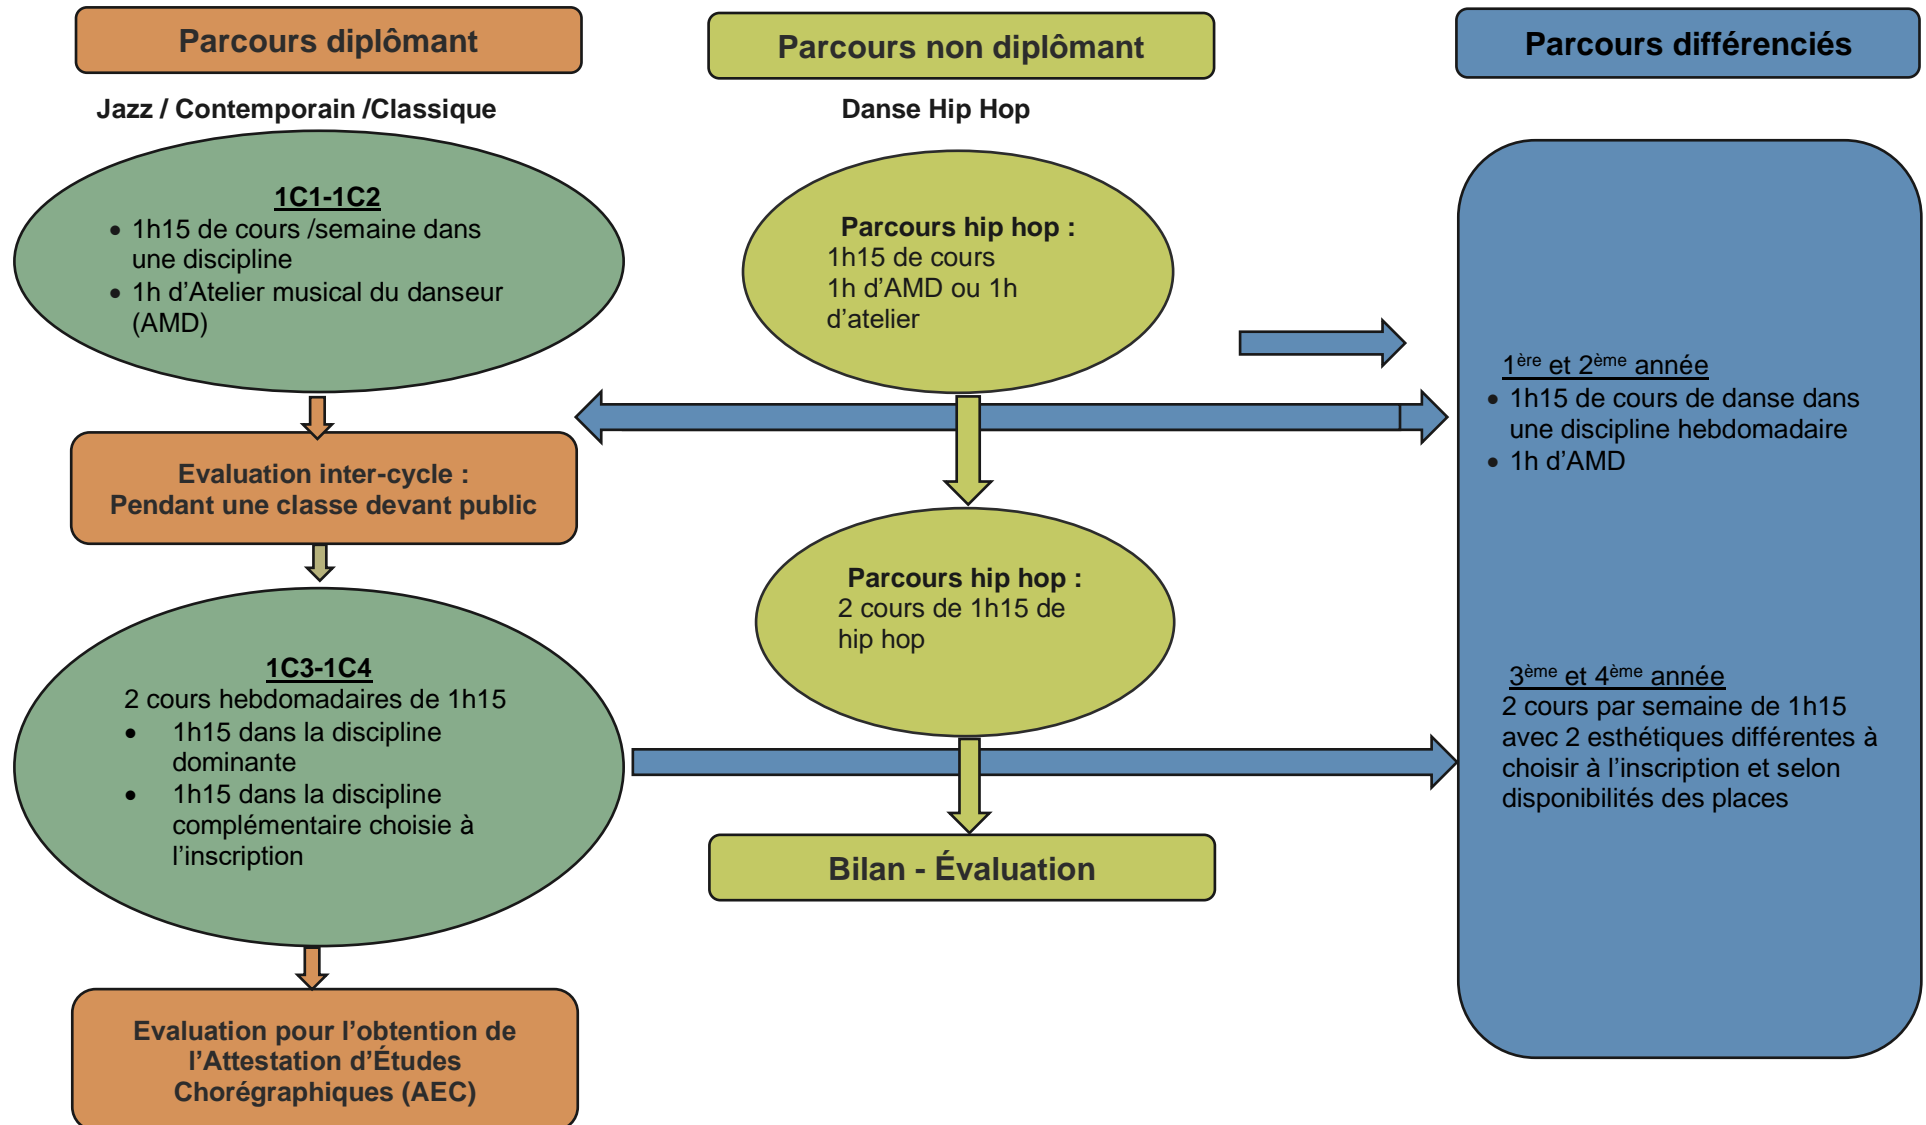 Parcours diplômant
Parcours non diplômant
Parcours différenciés
Jazz / Contemporain /Classique
Danse Hip Hop
1C1-1C2
• 1h15 de cours /semaine dans
une discipline
• 1h d’Atelier musical du danseur
(AMD)
Parcours hip hop :
1h15 de cours
1h d’AMD ou 1h
d’atelier
1ère et 2ème année
• 1h15 de cours de danse dans
une discipline hebdomadaire
• 1h d’AMD
Evaluation inter-cycle :
Pendant une classe devant public
Parcours hip hop :
2 cours de 1h15 de
hip hop
1C3-1C4
2 cours hebdomadaires de 1h15
• 1h15 dans la discipline
dominante
• 1h15 dans la discipline
complémentaire choisie à
l’inscription
3ème et 4ème année
2 cours par semaine de 1h15
avec 2 esthétiques différentes à
choisir à l’inscription et selon
disponibilités des places
Bilan - Évaluation
Evaluation pour l’obtention de
l’Attestation d’Études
Chorégraphiques (AEC)